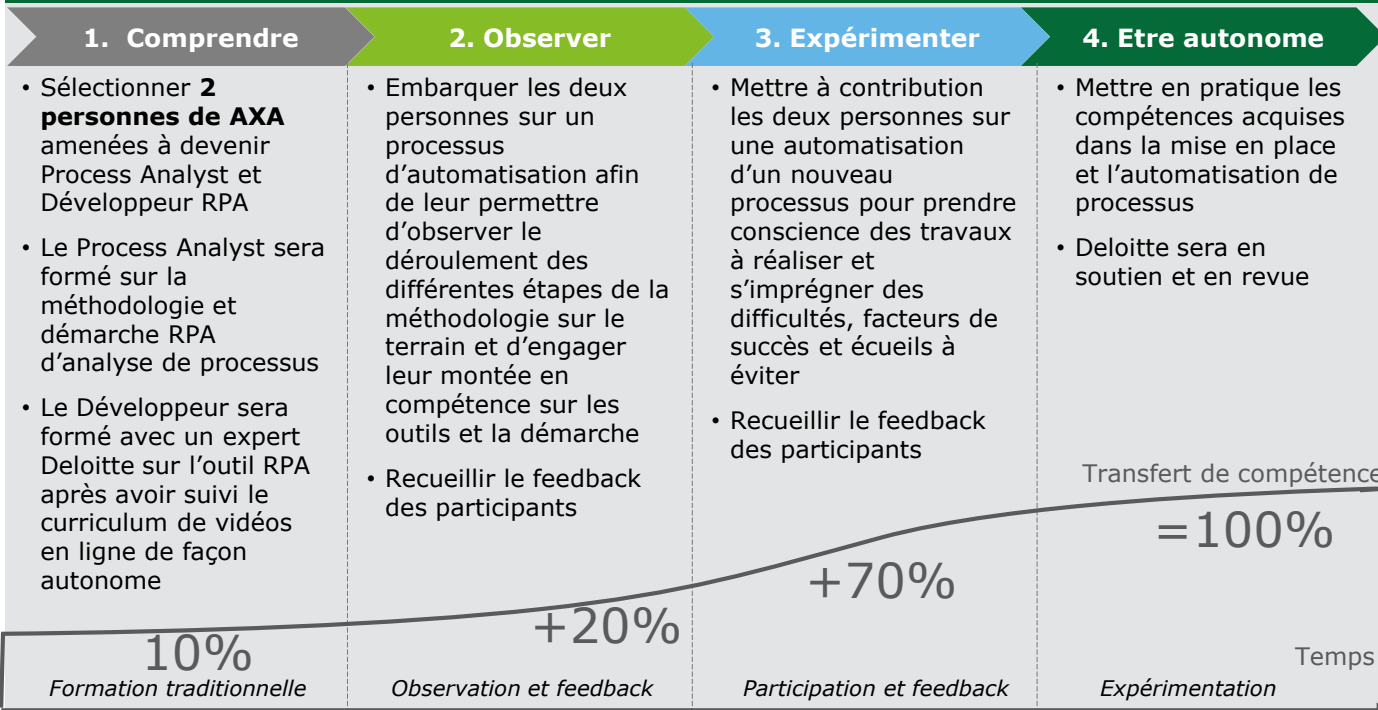 1. Comprendre
2. Observer
3. Expérimenter
4. Etre autonome
• Sélectionner 2
personnes de AXA
amenées à devenir
Process Analyst et
Développeur RPA
• Le Process Analyst sera
formé sur la
méthodologie et
démarche RPA
d’analyse de processus
• Le Développeur sera
formé avec un expert
Deloitte sur l’outil RPA
après avoir suivi le
curriculum de vidéos
en ligne de façon
autonome
• Embarquer les deux
personnes sur un
processus
d’automatisation afin
de leur permettre
d’observer le
déroulement des
différentes étapes de la
méthodologie sur le
terrain et d’engager
leur montée en
compétence sur les
outils et la démarche
• Recueillir le feedback
des participants
• Mettre à contribution
les deux personnes sur
une automatisation
d’un nouveau
processus pour prendre
conscience des travaux
à réaliser et
s’imprégner des
difficultés, facteurs de
succès et écueils à
éviter
• Recueillir le feedback
des participants
• Mettre en pratique les
compétences acquises
dans la mise en place
et l’automatisation de
processus
• Deloitte sera en
soutien et en revue
Transfert de compétence
10%
+20%
+70%
=100%
Temps
Formation traditionnelle
Observation et feedback
Participation et feedback
Expérimentation